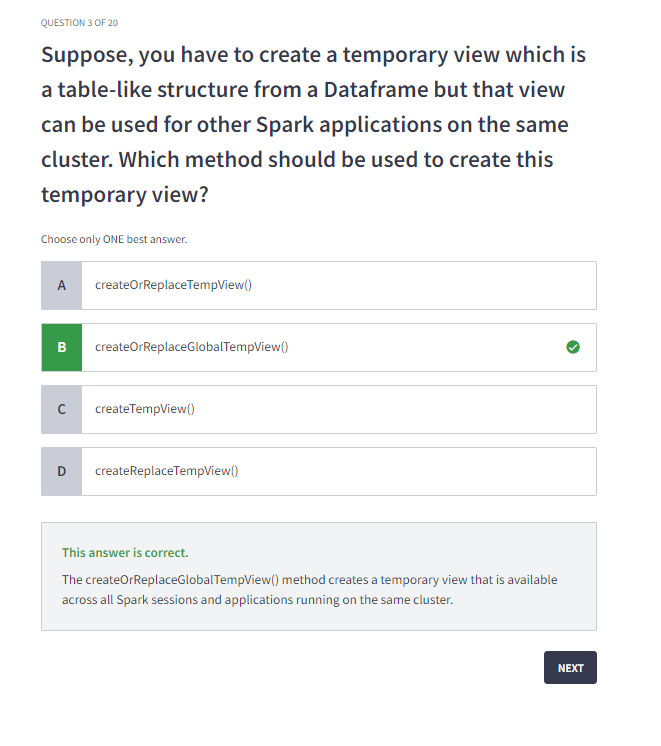 QUESTION 3 OF 20
Suppose, you have to create a temporary view which is
a table-like structure from a Dataframe but that view
can be used for other Spark applications on the same
cluster. Which method should be used to create this
temporary view?
Choose only ONE best answer.
A createOrReplaceTempView()
B createOrReplaceGlobalTempView()
C createTempView()
D createReplaceTempView()
This answer is correct.
The createOrReplaceGlobalTempView() method creates a temporary view that is available
across all Spark sessions and applications running on the same cluster.
NEXT